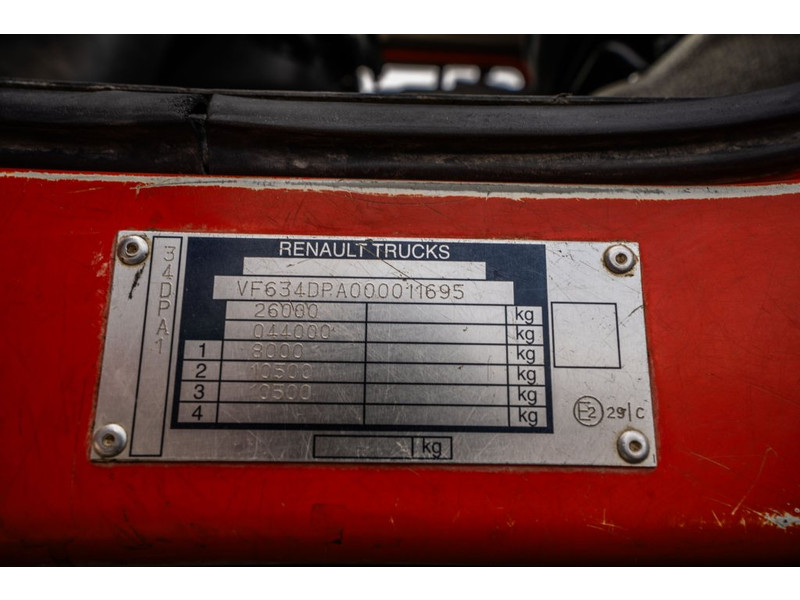 RENAULT TRUCKS
34DPA1
VF634DPA000011695
26000 kg
044000 kg
1 8000 kg
2 10500 kg
3 10500 kg
4 kg
kg
E2 29 C